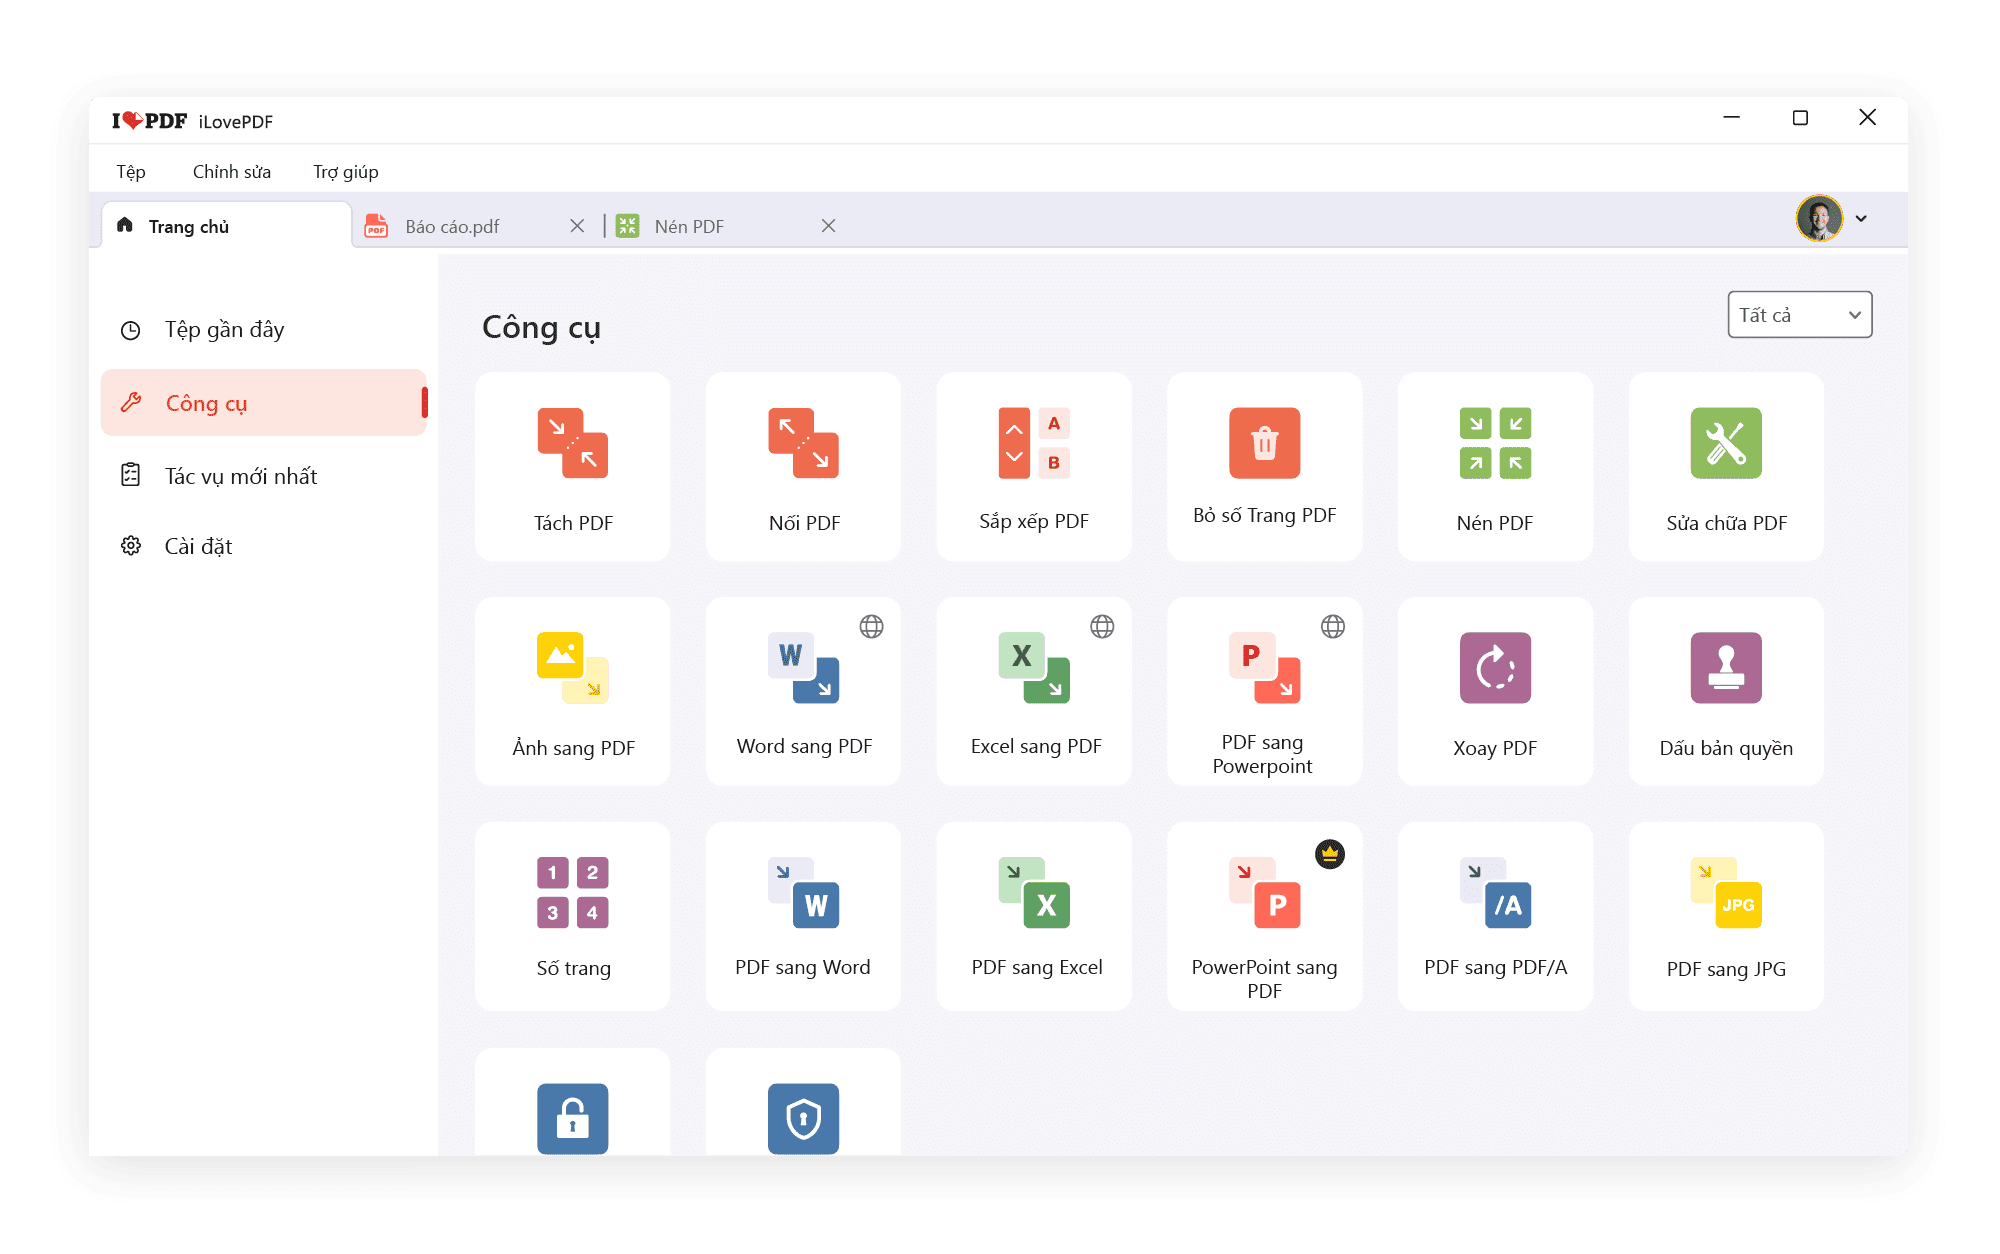 I PDF iLovePDF
Tệp Chỉnh sửa Trợ giúp
Trang chủ
PDF Báo cáo.pdf
Nén PDF
Tệp gần đây
Công cụ
Tác vụ mới nhất
Cài đặt
Công cụ
Tất cả
Tách PDF
Nối PDF
A
B
Sắp xếp PDF
Bỏ số Trang PDF
Nén PDF
Sửa chữa PDF
Ảnh sang PDF
W
Word sang PDF
X
Excel sang PDF
P
PDF sang
Powerpoint
Xoay PDF
Dấu bản quyền
1 2
3 4
Số trang
W
PDF sang Word
X
PDF sang Excel
P
PowerPoint sang
PDF
/A
PDF sang PDF/A
JPG
PDF sang JPG